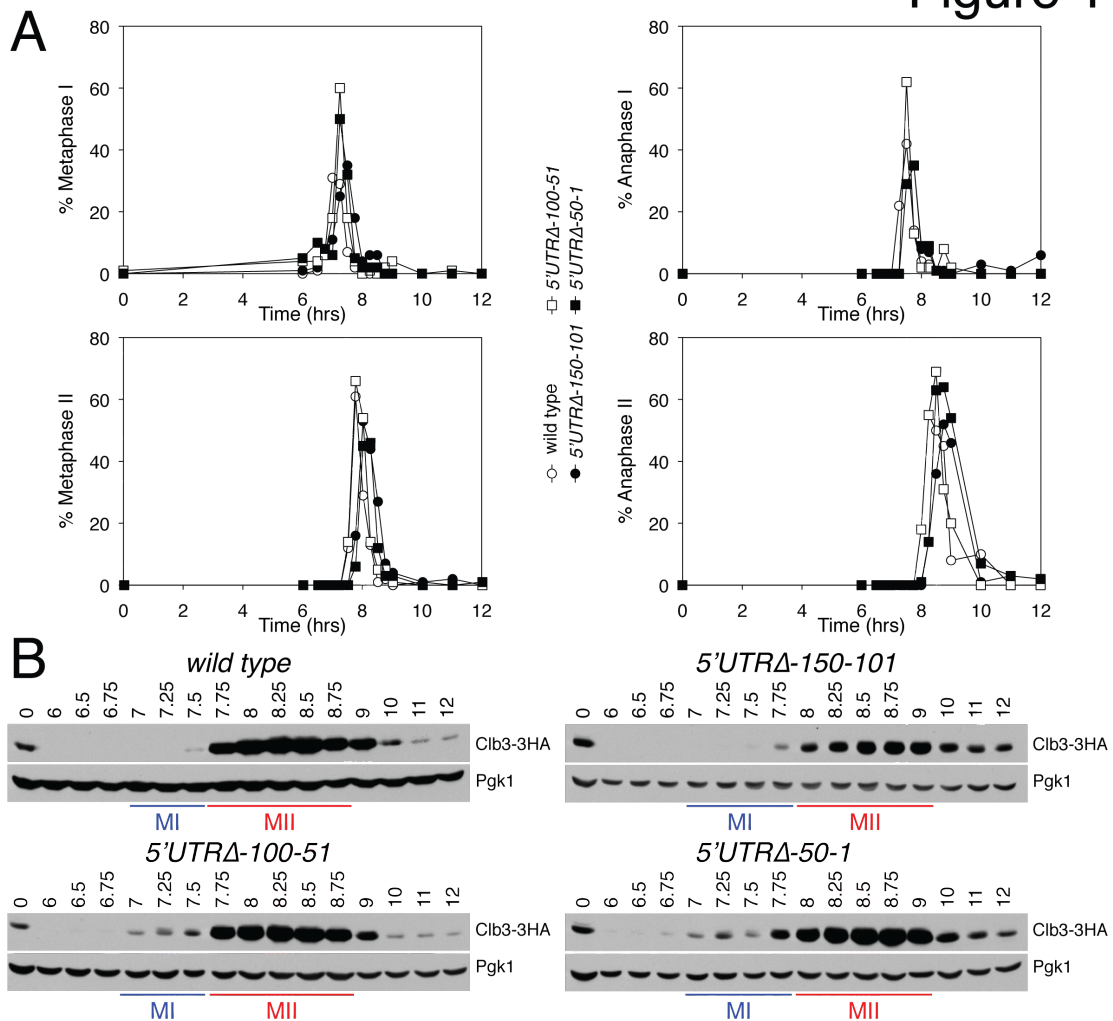 Figure 1
A
80
60
40
20
0
% Metaphase I
0 2 4 6 8 10 12
Time (hrs)
80
60
40
20
0
% Anaphase I
0 2 4 6 8 10 12
Time (hrs)
80
60
40
20
0
% Metaphase II
0 2 4 6 8 10 12
Time (hrs)
80
60
40
20
0
% Anaphase II
0 2 4 6 8 10 12
Time (hrs)
wild type
5'UTRΔ-100-51
5'UTRΔ-150-101
5'UTRΔ-50-1
B
wild type
0 6 6.5 6.75 7 7.25 7.5 7.75 8 8.25 8.5 8.75 9 10 11 12
Clb3-3HA
Pgk1
MI MII
5'UTRΔ-150-101
0 6 6.5 6.75 7 7.25 7.5 7.75 8 8.25 8.5 8.75 9 10 11 12
Clb3-3HA
Pgk1
MI MII
5'UTRΔ-100-51
0 6 6.5 6.75 7 7.25 7.5 7.75 8 8.25 8.5 8.75 9 10 11 12
Clb3-3HA
Pgk1
MI MII
5'UTRΔ-50-1
0 6 6.5 6.75 7 7.25 7.5 7.75 8 8.25 8.5 8.75 9 10 11 12
Clb3-3HA
Pgk1
MI MII